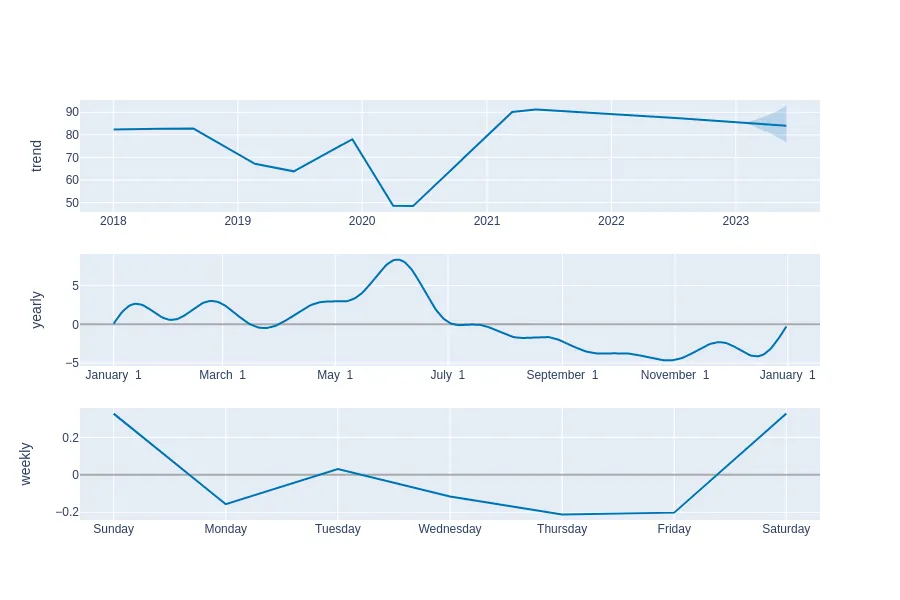 trend
90
80
70
60
50
2018 2019 2020 2021 2022 2023
yearly
5
0
−5
January 1 March 1 May 1 July 1 September 1 November 1 January 1
weekly
0.2
0
−0.2
Sunday Monday Tuesday Wednesday Thursday Friday Saturday